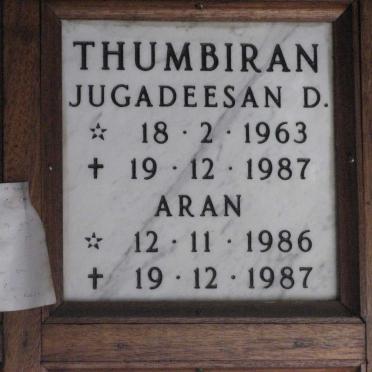 THUMBIRAN
JUGADEESAN D.
☆ 18 · 2 · 1963
✝ 19 · 12 · 1987
ARAN
☆ 12 · 11 · 1986
✝ 19 · 12 · 1987